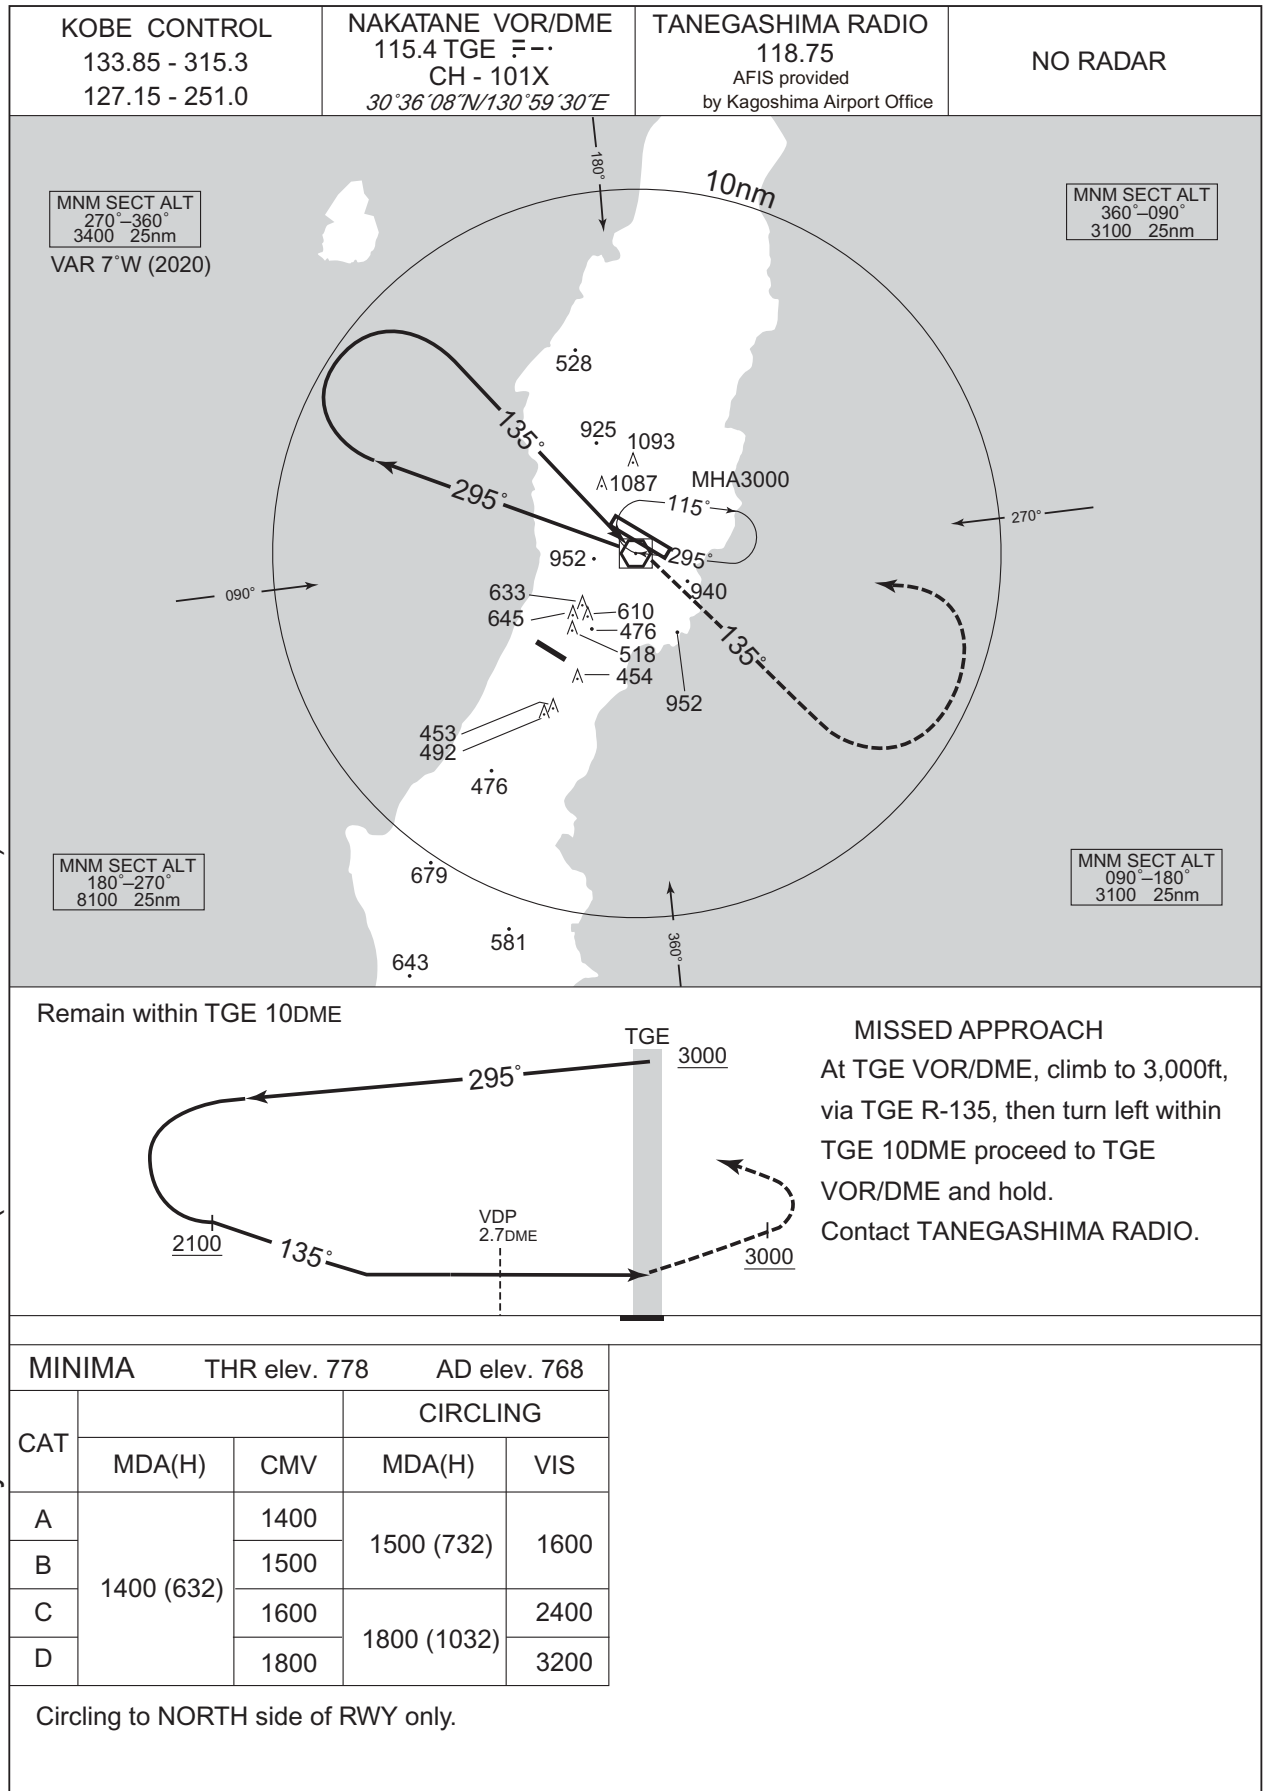 KOBE CONTROL
133.85 - 315.3
127.15 - 251.0
NAKATANE VOR/DME
115.4 TGE
CH - 101X
30°36´08˝N/130°59´30˝E
TANEGASHIMA RADIO
118.75
AFIS provided
by Kagoshima Airport Office
NO RADAR
MNM SECT ALT
270°–360°
3400 25nm
VAR 7°W (2020)
180°
10nm
MNM SECT ALT
360°–090°
3100 25nm
528
135°
925
1093
1087
MHA3000
115°
295°
270°
952
295°
940
090°
633
645
610
476
518
454
135°
952
453
492
476
MNM SECT ALT
180°–270°
8100 25nm
679
MNM SECT ALT
090°–180°
3100 25nm
581
360°
643
Remain within TGE 10DME
TGE
3000
295°
2100
135°
VDP
2.7DME
3000
MISSED APPROACH
At TGE VOR/DME, climb to 3,000ft,
via TGE R-135, then turn left within
TGE 10DME proceed to TGE
VOR/DME and hold.
Contact TANEGASHIMA RADIO.
MINIMA THR elev. 778 AD elev. 768
CAT
CIRCLING
MDA(H) CMV MDA(H) VIS
A 1400
1500 (732) 1600
B 1500
1400 (632)
C 1600 2400
1800 (1032)
D 1800 3200
Circling to NORTH side of RWY only.